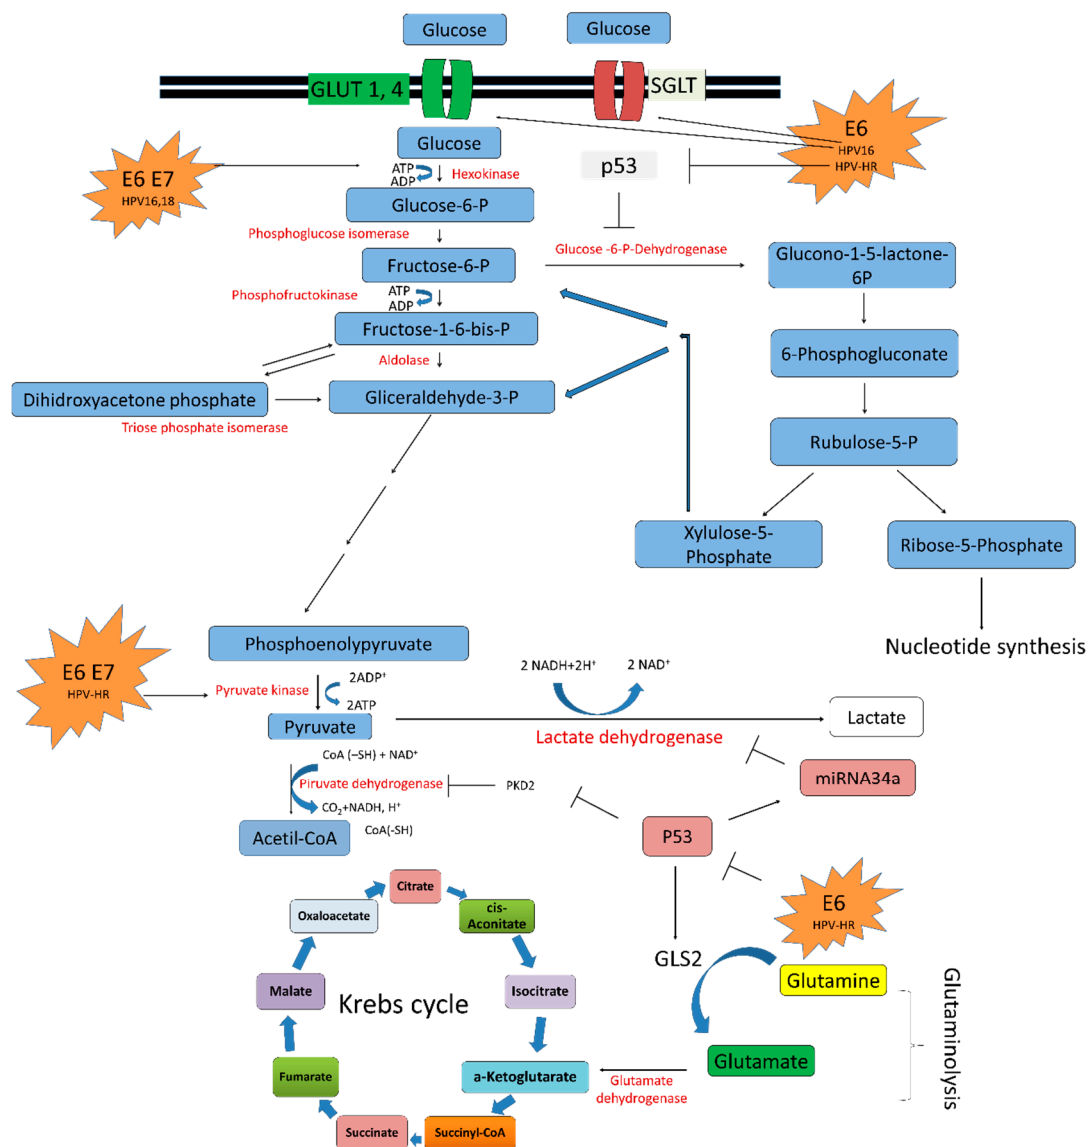 Glucose
Glucose
GLUT 1, 4
SGLT
E6
HPV16
HPV-HR
Glucose
p53
E6 E7
HPV16,18
ATP
ADP
Hexokinase
Glucose-6-P
Phosphoglucose isomerase
Glucose -6-P-Dehydrogenase
Glucono-1-5-lactone-
6P
Fructose-6-P
Phosphofructokinase
ATP
ADP
Fructose-1-6-bis-P
6-Phosphogluconate
Aldolase
Dihidroxyacetone phosphate
Gliceraldehyde-3-P
Triose phosphate isomerase
Rubulose-5-P
Xylulose-5-
Phosphate
Ribose-5-Phosphate
Nucleotide synthesis
Phosphoenolpyruvate
E6 E7
HPV-HR
Pyruvate kinase
2ADP⁺
2ATP
2 NADH+2H⁺
2 NAD⁺
Pyruvate
Lactate dehydrogenase
Lactate
CoA (–SH) + NAD⁺
Piruvate dehydrogenase
PKD2
miRNA34a
CO₂+NADH, H⁺
CoA(-SH)
Acetil-CoA
P53
Citrate
Oxaloacetate
cis-
Aconitate
E6
HPV-HR
GLS2
Glutamine
Malate
Krebs cycle
Isocitrate
Glutaminolysis
Glutamate
Fumarate
a-Ketoglutarate
Glutamate
dehydrogenase
Succinate
Succinyl-CoA